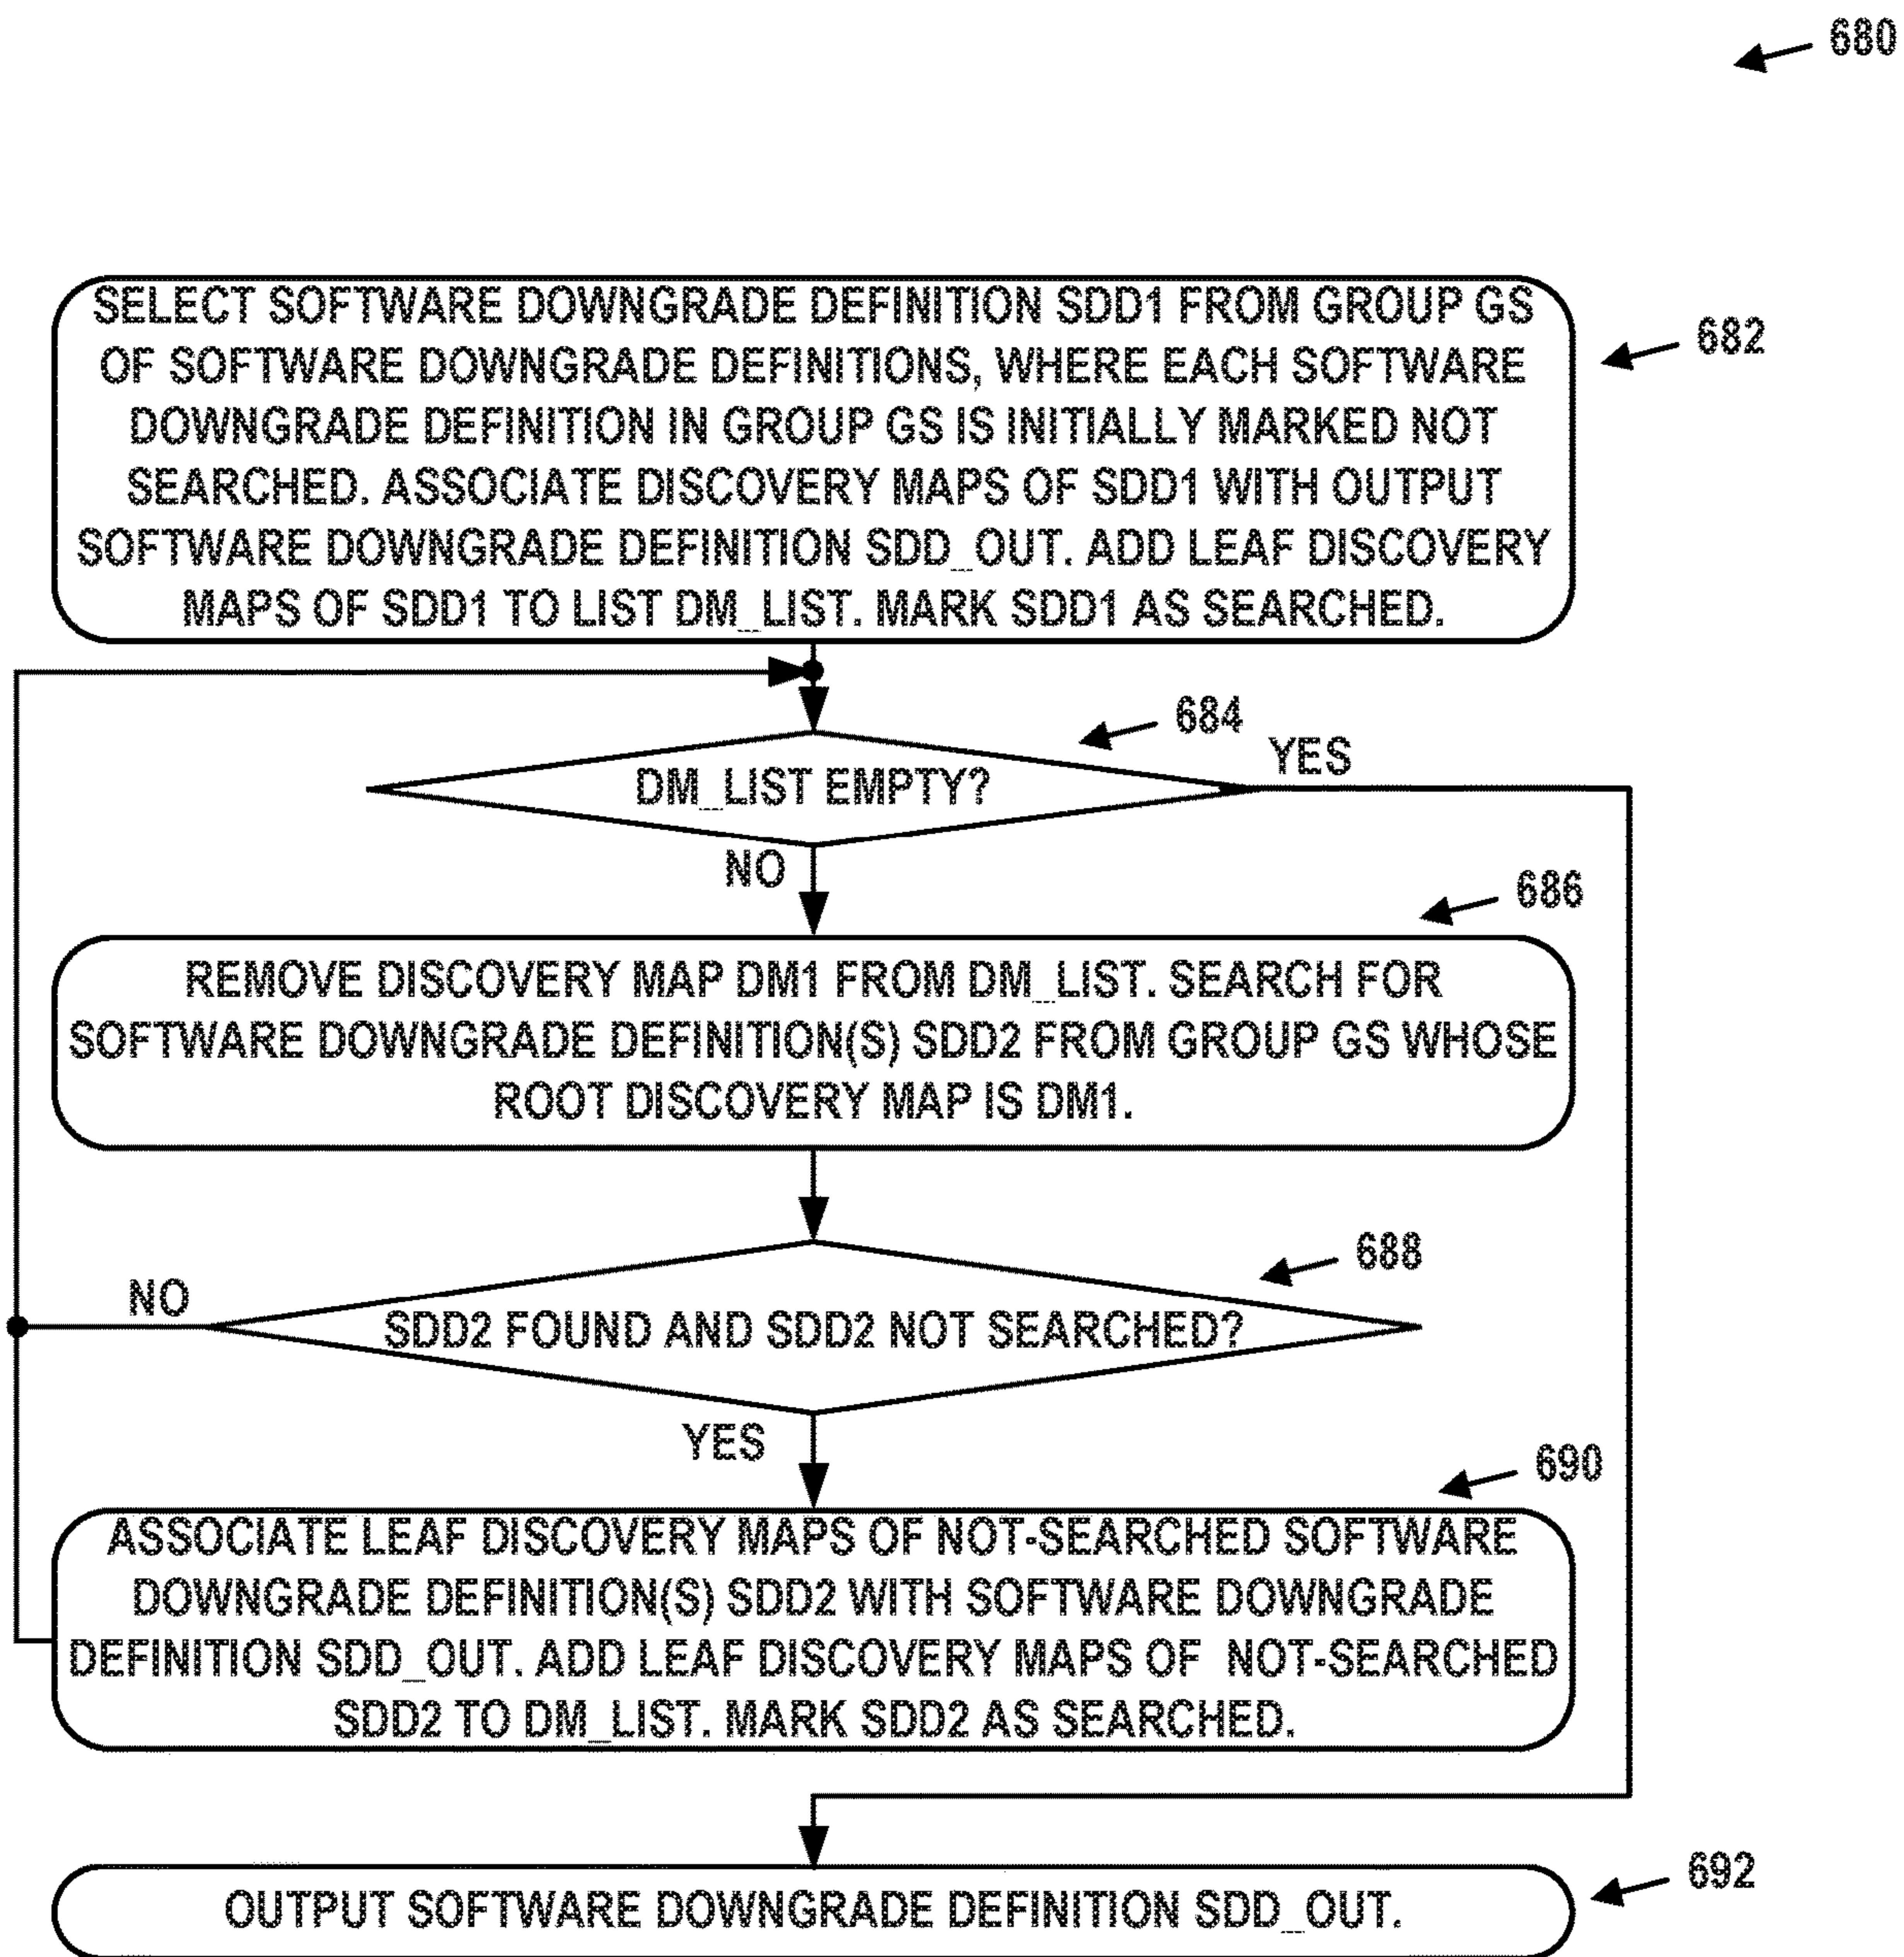 680
SELECT SOFTWARE DOWNGRADE DEFINITION SDD1 FROM GROUP GS
OF SOFTWARE DOWNGRADE DEFINITIONS, WHERE EACH SOFTWARE
DOWNGRADE DEFINITION IN GROUP GS IS INITIALLY MARKED NOT
SEARCHED. ASSOCIATE DISCOVERY MAPS OF SDD1 WITH OUTPUT
SOFTWARE DOWNGRADE DEFINITION SDD_OUT. ADD LEAF DISCOVERY
MAPS OF SDD1 TO LIST DM_LIST. MARK SDD1 AS SEARCHED.
682
684
DM_LIST EMPTY?
YES
NO
686
REMOVE DISCOVERY MAP DM1 FROM DM_LIST. SEARCH FOR
SOFTWARE DOWNGRADE DEFINITION(S) SDD2 FROM GROUP GS WHOSE
ROOT DISCOVERY MAP IS DM1.
688
NO
SDD2 FOUND AND SDD2 NOT SEARCHED?
YES
690
ASSOCIATE LEAF DISCOVERY MAPS OF NOT-SEARCHED SOFTWARE
DOWNGRADE DEFINITION(S) SDD2 WITH SOFTWARE DOWNGRADE
DEFINITION SDD_OUT. ADD LEAF DISCOVERY MAPS OF NOT-SEARCHED
SDD2 TO DM_LIST. MARK SDD2 AS SEARCHED.
692
OUTPUT SOFTWARE DOWNGRADE DEFINITION SDD_OUT.